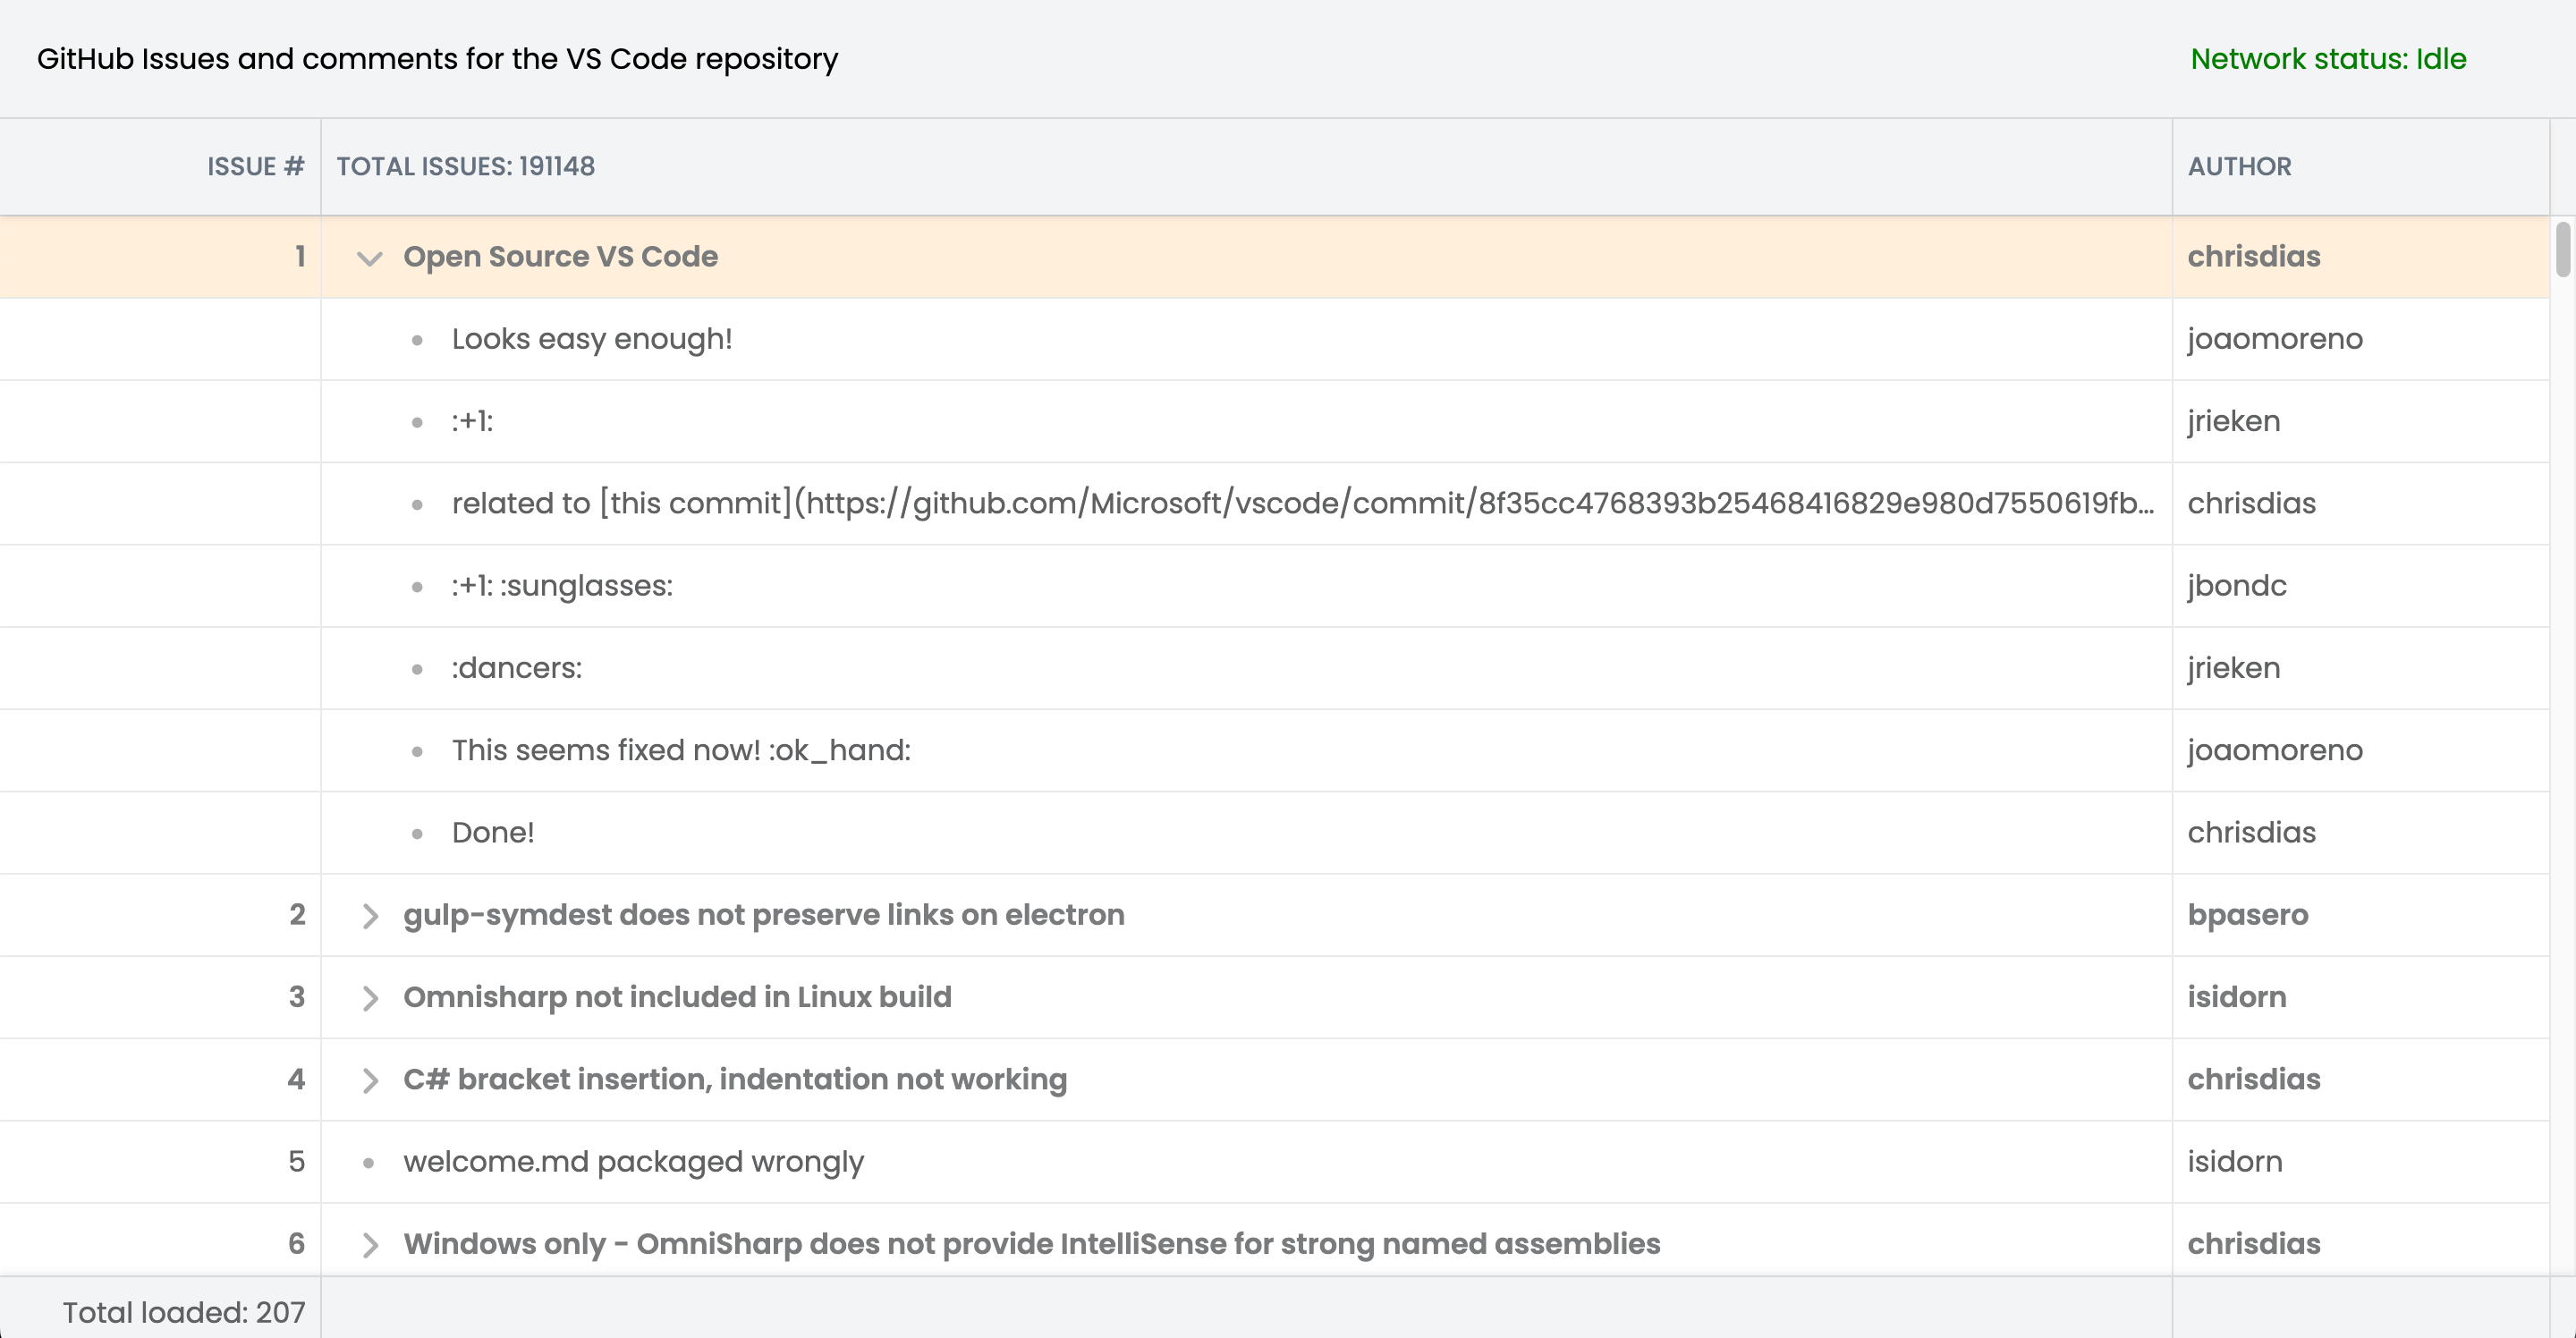 GitHub Issues and comments for the VS Code repository Network status: Idle
ISSUE # TOTAL ISSUES: 191148 AUTHOR
1 Open Source VS Code chrisdias
Looks easy enough! joaomoreno
:+1: jrieken
related to [this commit](https://github.com/Microsoft/vscode/commit/8f35cc4768393b25468416829e980d7550619fb... chrisdias
:+1: :sunglasses: jbondc
:dancers: jrieken
This seems fixed now! :ok_hand: joaomoreno
Done! chrisdias
2 gulp-symdest does not preserve links on electron bpasero
3 Omnisharp not included in Linux build isidorn
4 C# bracket insertion, indentation not working chrisdias
5 welcome.md packaged wrongly isidorn
6 Windows only - OmniSharp does not provide IntelliSense for strong named assemblies chrisdias
Total loaded: 207